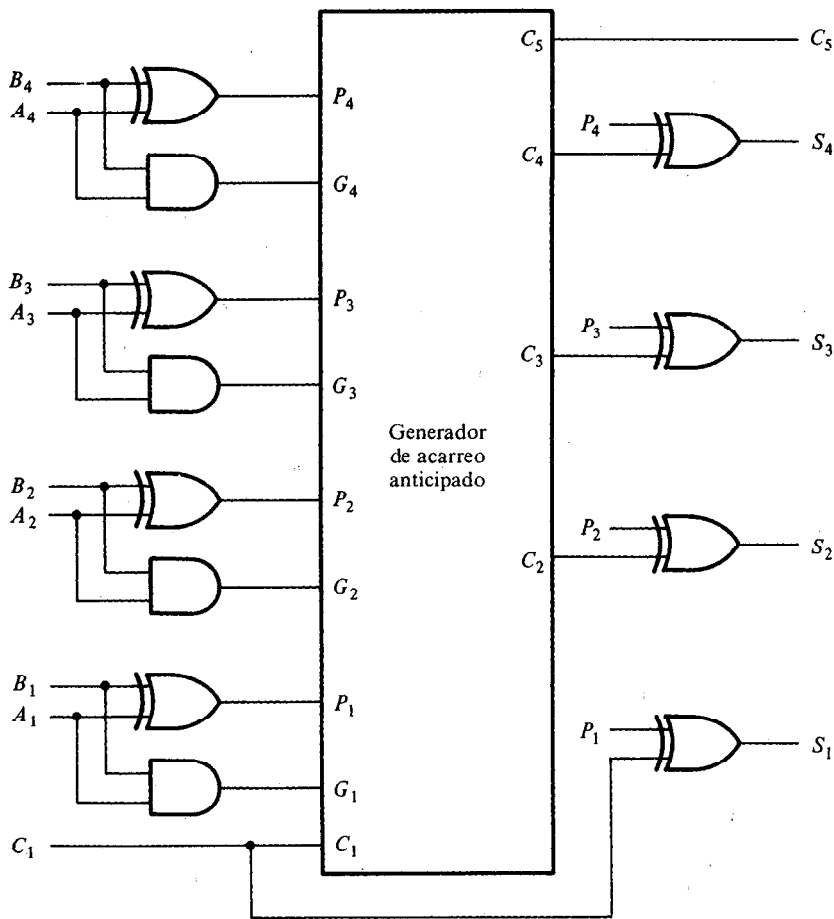 C5 C5
B4
A4
P4
P4
C4
S4
G4
B3
A3
P3
P3
C3
S3
G3
Generador
de acarreo
anticipado
B2
A2
P2
P2
C2
S2
G2
B1
A1
P1
P1
S1
G1
C1 C1